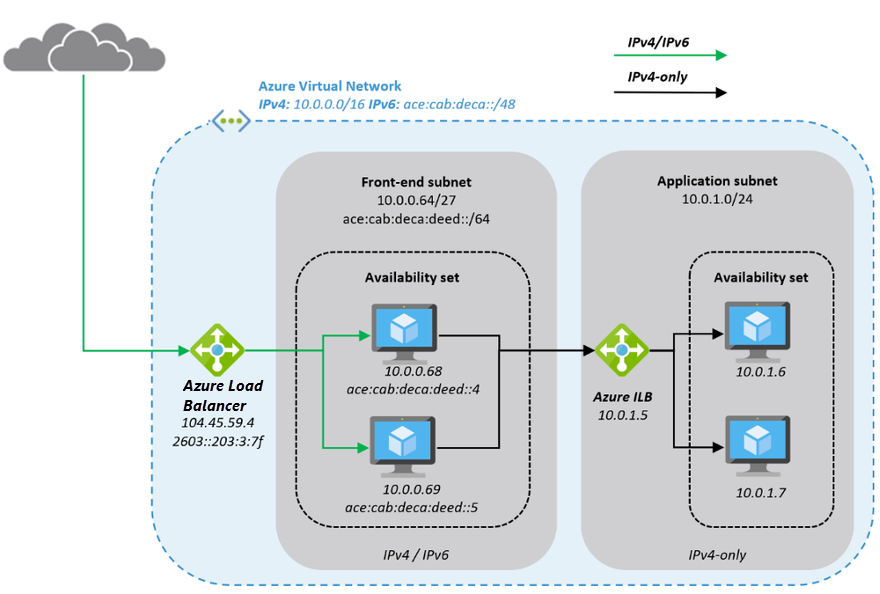 IPv4/IPv6
IPv4-only
Azure Virtual Network
IPv4: 10.0.0.0/16 IPv6: ace:cab:deca::/48
Front-end subnet
10.0.0.64/27
ace:cab:deca:deed::/64
Availability set
10.0.0.68
ace:cab:deca:deed::4
10.0.0.69
ace:cab:deca:deed::5
IPv4 / IPv6
Azure Load
Balancer
104.45.59.4
2603::203:3:7f
Application subnet
10.0.1.0/24
Availability set
10.0.1.6
10.0.1.7
IPv4-only
Azure ILB
10.0.1.5